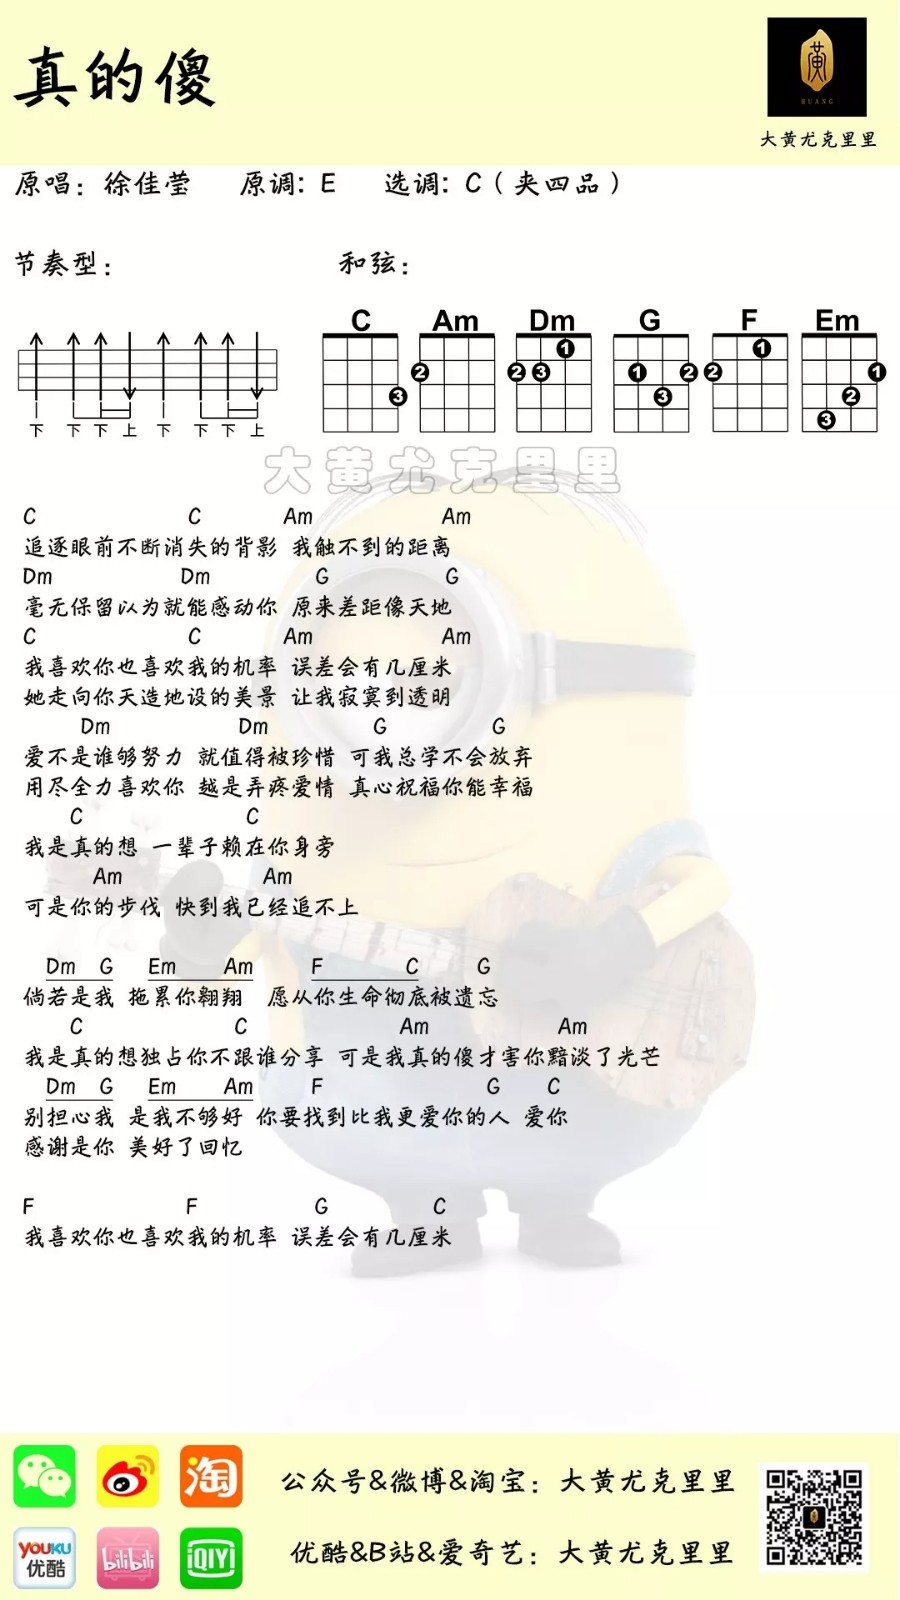 真的傻
黄
HUANG
大黄尤克里里
原唱：徐佳莹 原调: E 选调: C（夹四品）
节奏型： 和弦：
C Am Dm G F Em
1 1 1
2 2 3 1 2 2 1
3 3 2
3
下 下 下 上 下 下 下 上
大黄尤克里里
C C Am Am
追逐眼前不断消失的背影 我触不到的距离
Dm Dm G G
毫无保留以为就能感动你 原来差距像天地
C C Am Am
我喜欢你也喜欢我的机率 误差会有几厘米
她走向你天造地设的美景 让我寂寞到透明
Dm Dm G G
爱不是谁够努力 就值得被珍惜 可我总学不会放弃
用尽全力喜欢你 越是弄疼爱情 真心祝福你能幸福
C C
我是真的想 一辈子赖在你身旁
Am Am
可是你的步伐 快到我已经追不上
Dm G Em Am F C G
倘若是我 拖累你翱翔 愿从你生命彻底被遗忘
C C Am Am
我是真的想独占你不跟谁分享 可是我真的傻才害你黯淡了光芒
Dm G Em Am F G C
别担心我 是我不够好 你要找到比我更爱你的人 爱你
感谢是你 美好了回忆
F F G C
我喜欢你也喜欢我的机率 误差会有几厘米
淘
公众号&微博&淘宝：大黄尤克里里
YOUKU
优酷
bilibili
iQIYI
优酷&B站&爱奇艺：大黄尤克里里